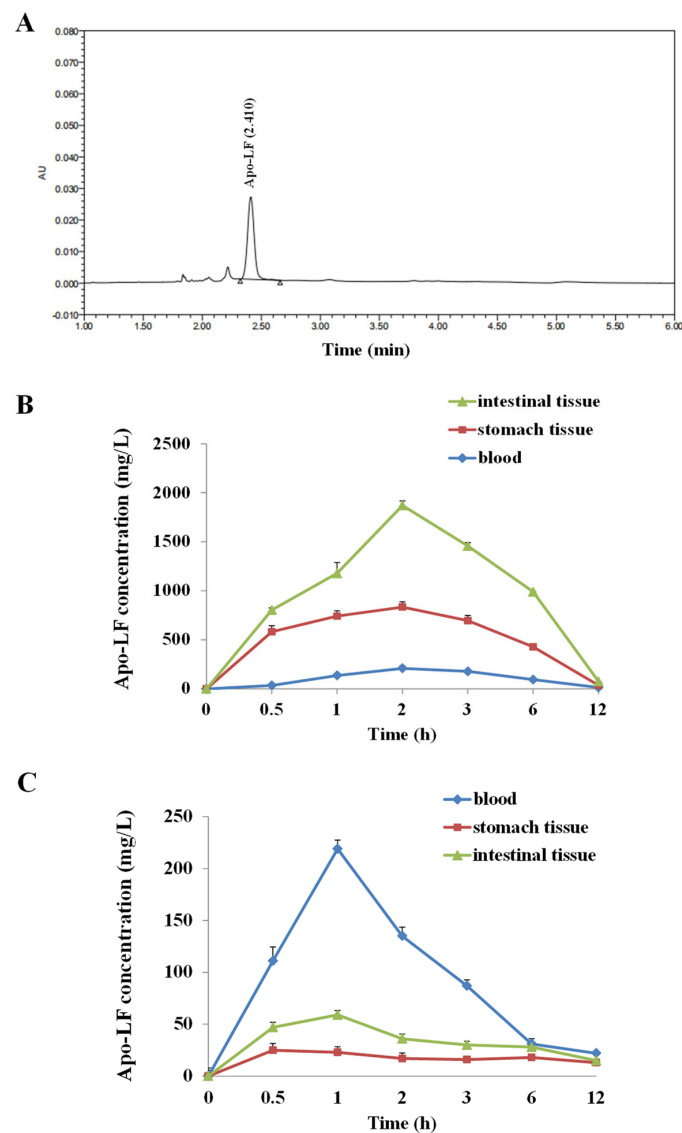 A
0.080
0.070
0.060
0.050
0.040
0.030
0.020
0.010
0.000
-0.010
AU
Apo-LF (2.410)
1.00 1.50 2.00 2.50 3.00 3.50 4.00 4.50 5.00 5.50 6.00
Time (min)
B
intestinal tissue
stomach tissue
blood
Apo-LF concentration (mg/L)
2500
2000
1500
1000
500
0
0 0.5 1 2 3 6 12
Time (h)
C
blood
stomach tissue
intestinal tissue
Apo-LF concentration (mg/L)
250
200
150
100
50
0
0 0.5 1 2 3 6 12
Time (h)